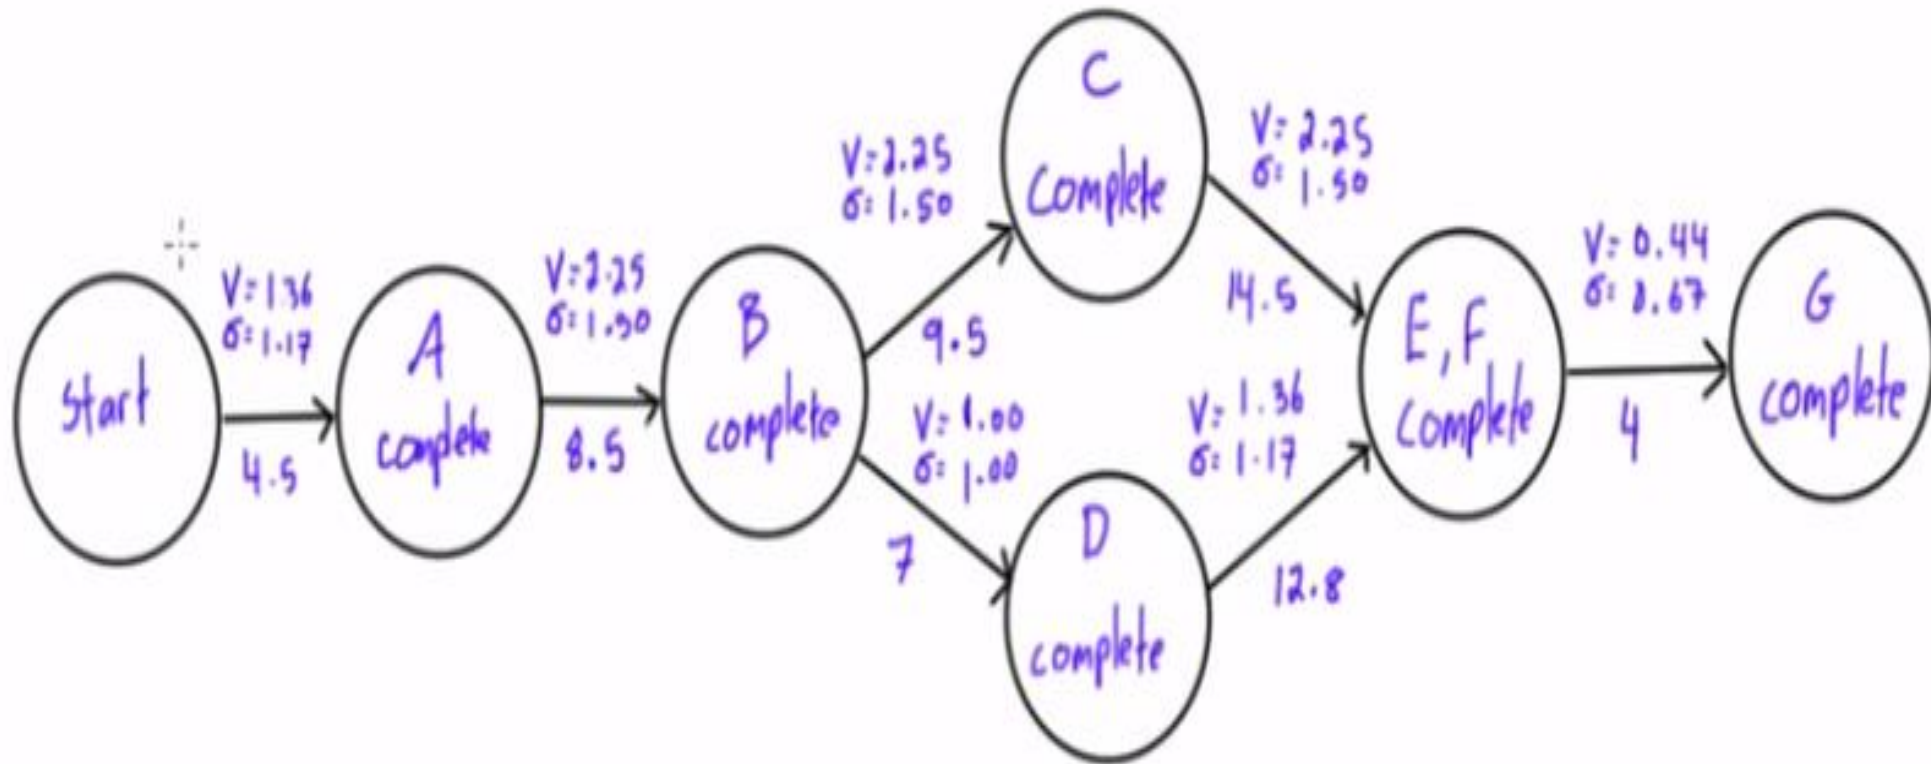 Start
V: 1.36
σ: 1.17
4.5
A
complete
V: 2.25
σ: 1.50
8.5
B
complete
V: 2.25
σ: 1.50
9.5
V: 1.00
σ: 1.00
7
C
Complete
D
complete
V: 2.25
σ: 1.50
14.5
V: 1.36
σ: 1.17
12.8
E, F
Complete
V: 0.44
σ: 0.67
4
G
complete